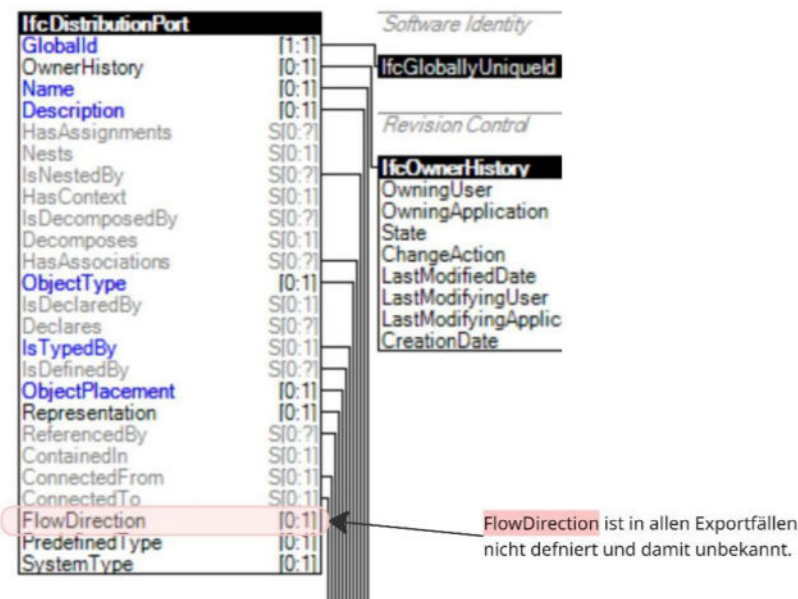 IfcDistributionPort
GlobalId [1:1]
OwnerHistory [0:1]
Name [0:1]
Description [0:1]
HasAssignments S[0:?]
Nests S[0:1]
IsNestedBy S[0:?]
HasContext S[0:1]
IsDecomposedBy S[0:?]
Decomposes S[0:1]
HasAssociations S[0:?]
ObjectType [0:1]
IsDeclaredBy S[0:1]
Declares S[0:?]
IsTypedBy S[0:1]
IsDefinedBy S[0:?]
ObjectPlacement [0:1]
Representation [0:1]
ReferencedBy S[0:?]
ContainedIn S[0:1]
ConnectedFrom S[0:1]
ConnectedTo S[0:1]
FlowDirection [0:1]
PredefinedType [0:1]
SystemType [0:1]
Software Identity
IfcGloballyUniqueId
Revision Control
IfcOwnerHistory
OwningUser
OwningApplication
State
ChangeAction
LastModifiedDate
LastModifyingUser
LastModifyingApplic
CreationDate
FlowDirection ist in allen Exportfällen
nicht defniert und damit unbekannt.